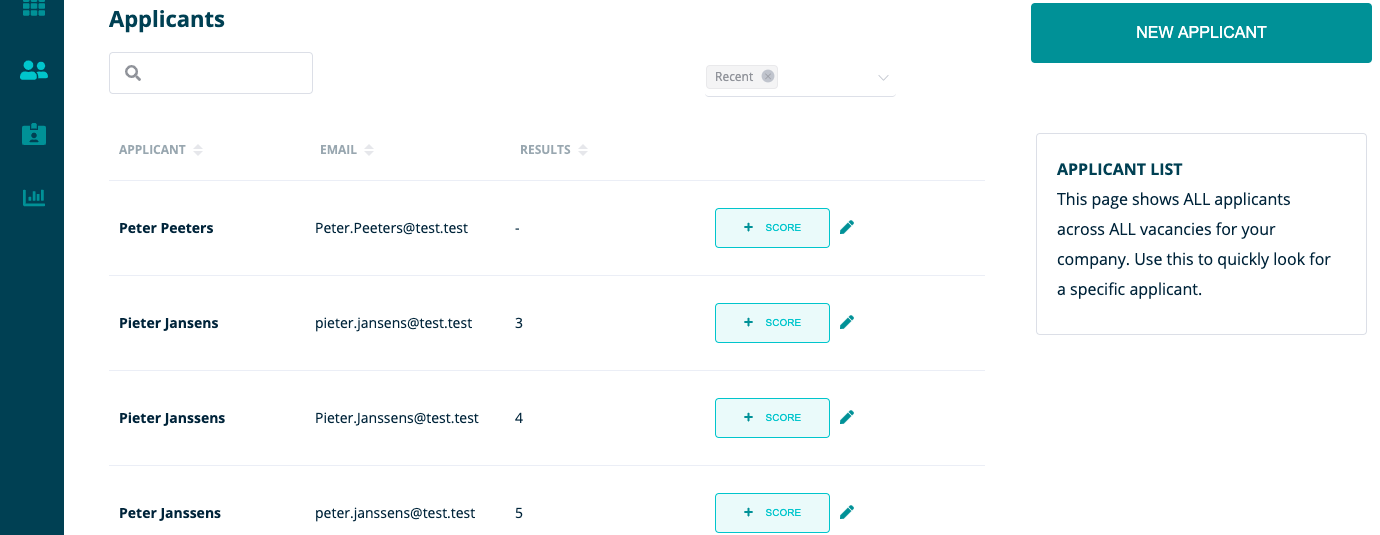 Applicants
NEW APPLICANT
Recent
APPLICANT EMAIL RESULTS
Peter Peeters Peter.Peeters@test.test - + SCORE
Pieter Jansens pieter.jansens@test.test 3 + SCORE
Pieter Janssens Pieter.Janssens@test.test 4 + SCORE
Peter Janssens peter.janssens@test.test 5 + SCORE
APPLICANT LIST
This page shows ALL applicants
across ALL vacancies for your
company. Use this to quickly look for
a specific applicant.